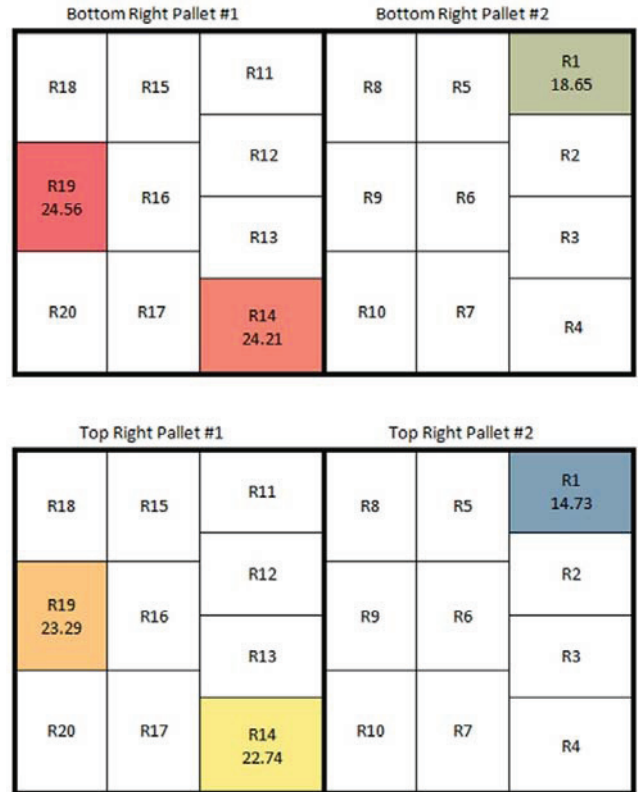 Bottom Right Pallet #1 Bottom Right Pallet #2
R18 R15 R11 R8 R5 R1
18.65
R12 R2
R19
24.56
R16 R9 R6
R13 R3
R20 R17 R14
24.21
R10 R7 R4
Top Right Pallet #1 Top Right Pallet #2
R18 R15 R11 R8 R5 R1
14.73
R12 R2
R19
23.29
R16 R9 R6
R13 R3
R20 R17 R14
22.74
R10 R7 R4